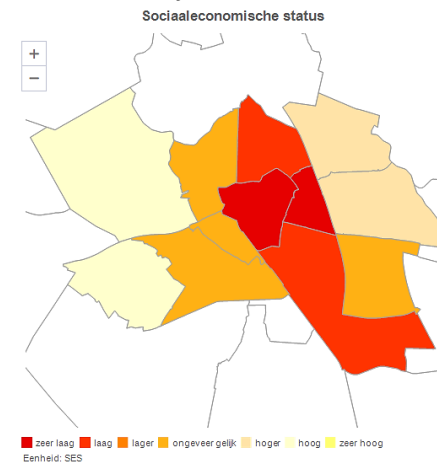 Sociaaleconomische status
+
−
zeer laag laag lager ongeveer gelijk hoger hoog zeer hoog
Eenheid: SES